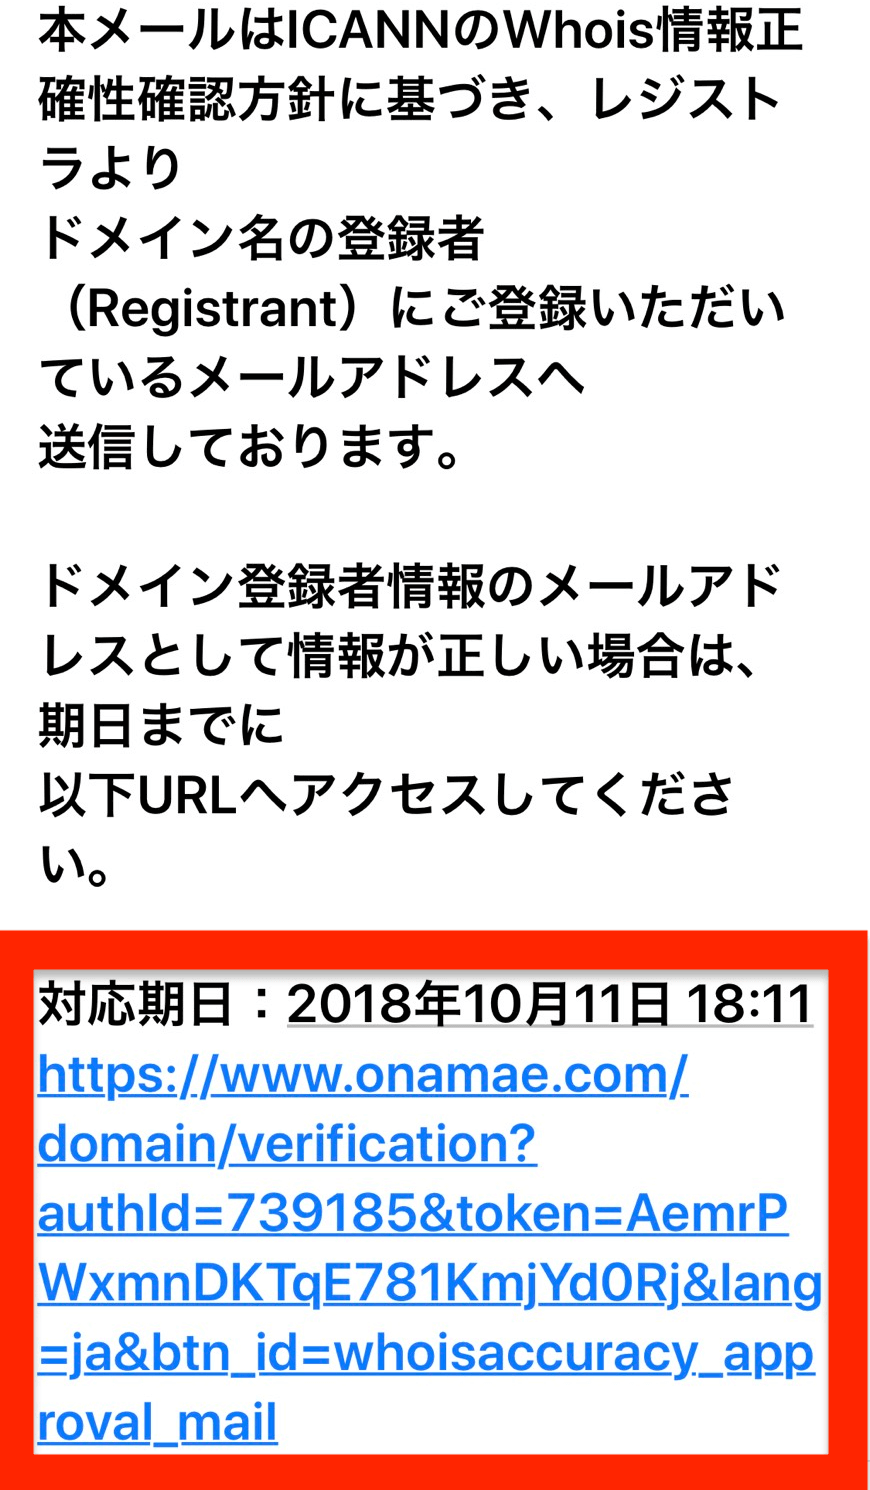 本メールはICANNのWhois情報正
確性確認方針に基づき、レジスト
ラより
ドメイン名の登録者
（Registrant）にご登録いただい
ているメールアドレスへ
送信しております。
ドメイン登録者情報のメールアド
レスとして情報が正しい場合は、
期日までに
以下URLへアクセスしてくださ
い。
対応期日：2018年10月11日 18:11
https://www.onamae.com/
domain/verification?
authId=739185&token=AemrP
WxmnDKTqE781KmjYd0Rj&lang
=ja&btn_id=whoisaccuracy_app
roval_mail